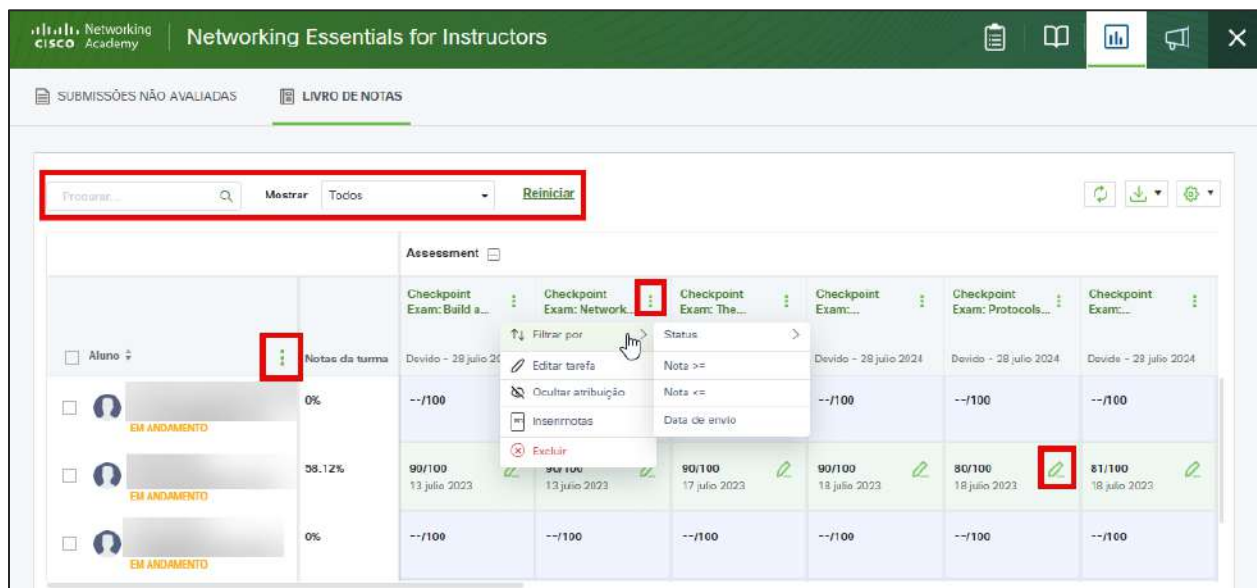 Networking
CISCO Academy
Networking Essentials for Instructors
SUBMISSÕES NÃO AVALIADAS
LIVRO DE NOTAS
Procurar...
Mostrar
Todos
Reiniciar
Assessment
Checkpoint Exam: Build a...
Checkpoint Exam: Network...
Checkpoint Exam: The...
Checkpoint Exam:...
Checkpoint Exam: Protocols...
Checkpoint Exam:...
Aluno
Notas da turma
Devido - 28 julio 20
Devido - 28 julio 2024
Devido - 28 julio 2024
Devido - 28 julio 2024
Filtrar por
Editar tarefa
Ocultar atribuição
Inserir notas
Excluir
Status
Nota >=
Nota <=
Data de envio
EM ANDAMENTO
0%
--/100
--/100
--/100
--/100
EM ANDAMENTO
58.12%
90/100
13 julio 2023
90/100
13 julio 2023
90/100
17 julio 2023
90/100
18 julio 2023
80/100
18 julio 2023
81/100
18 julio 2023
EM ANDAMENTO
0%
--/100
--/100
--/100
--/100
--/100
--/100